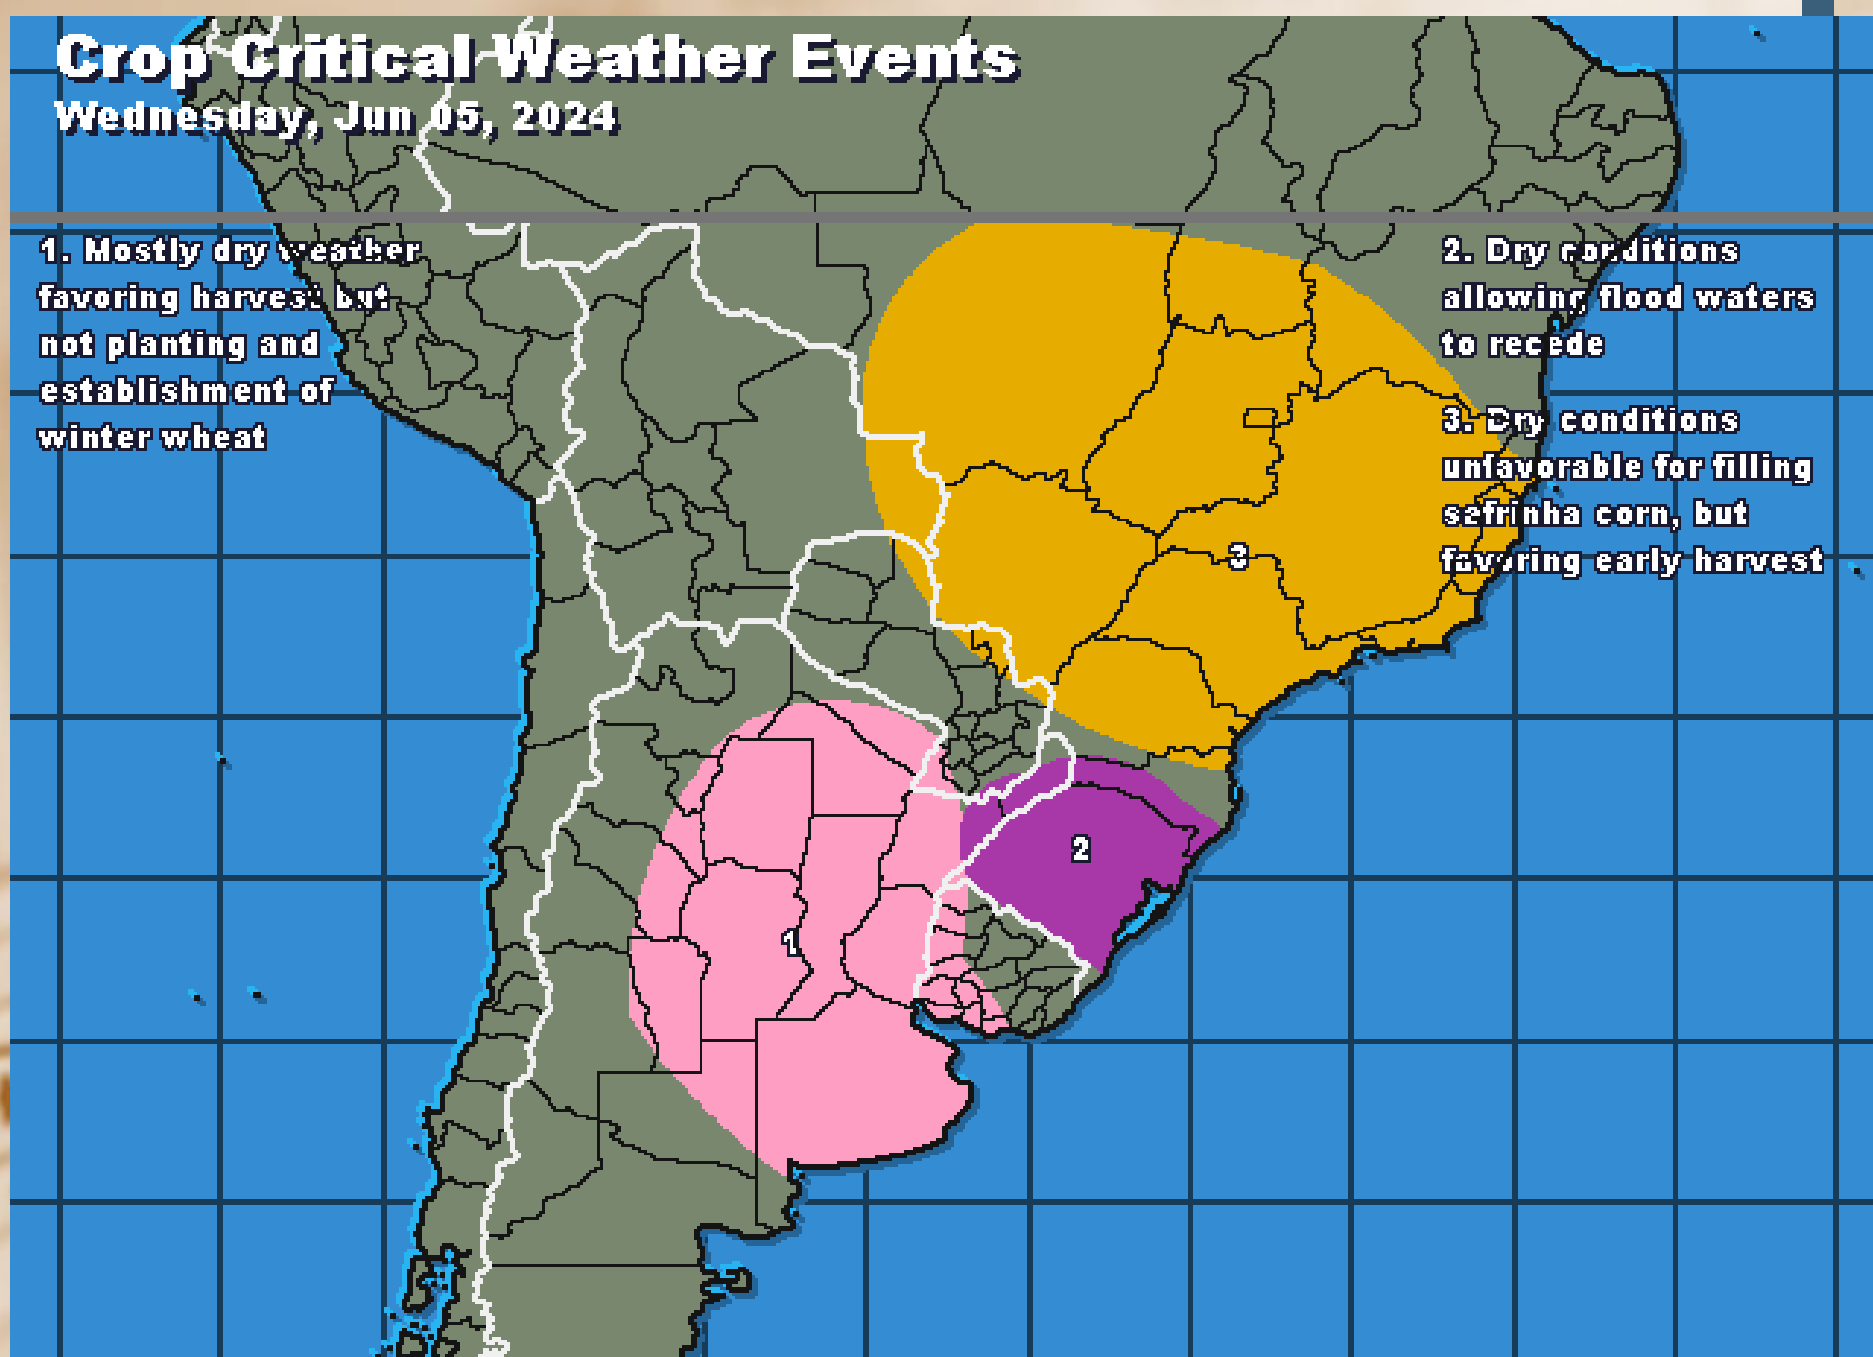 Crop Critical Weather Events
Wednesday, Jun 05, 2024
1. Mostly dry weather
favoring harvest but
not planting and
establishment of
winter wheat
2. Dry conditions
allowing flood waters
to recede
3. Dry conditions
unfavorable for filling
safrinha corn, but
favoring early harvest
3
2
1